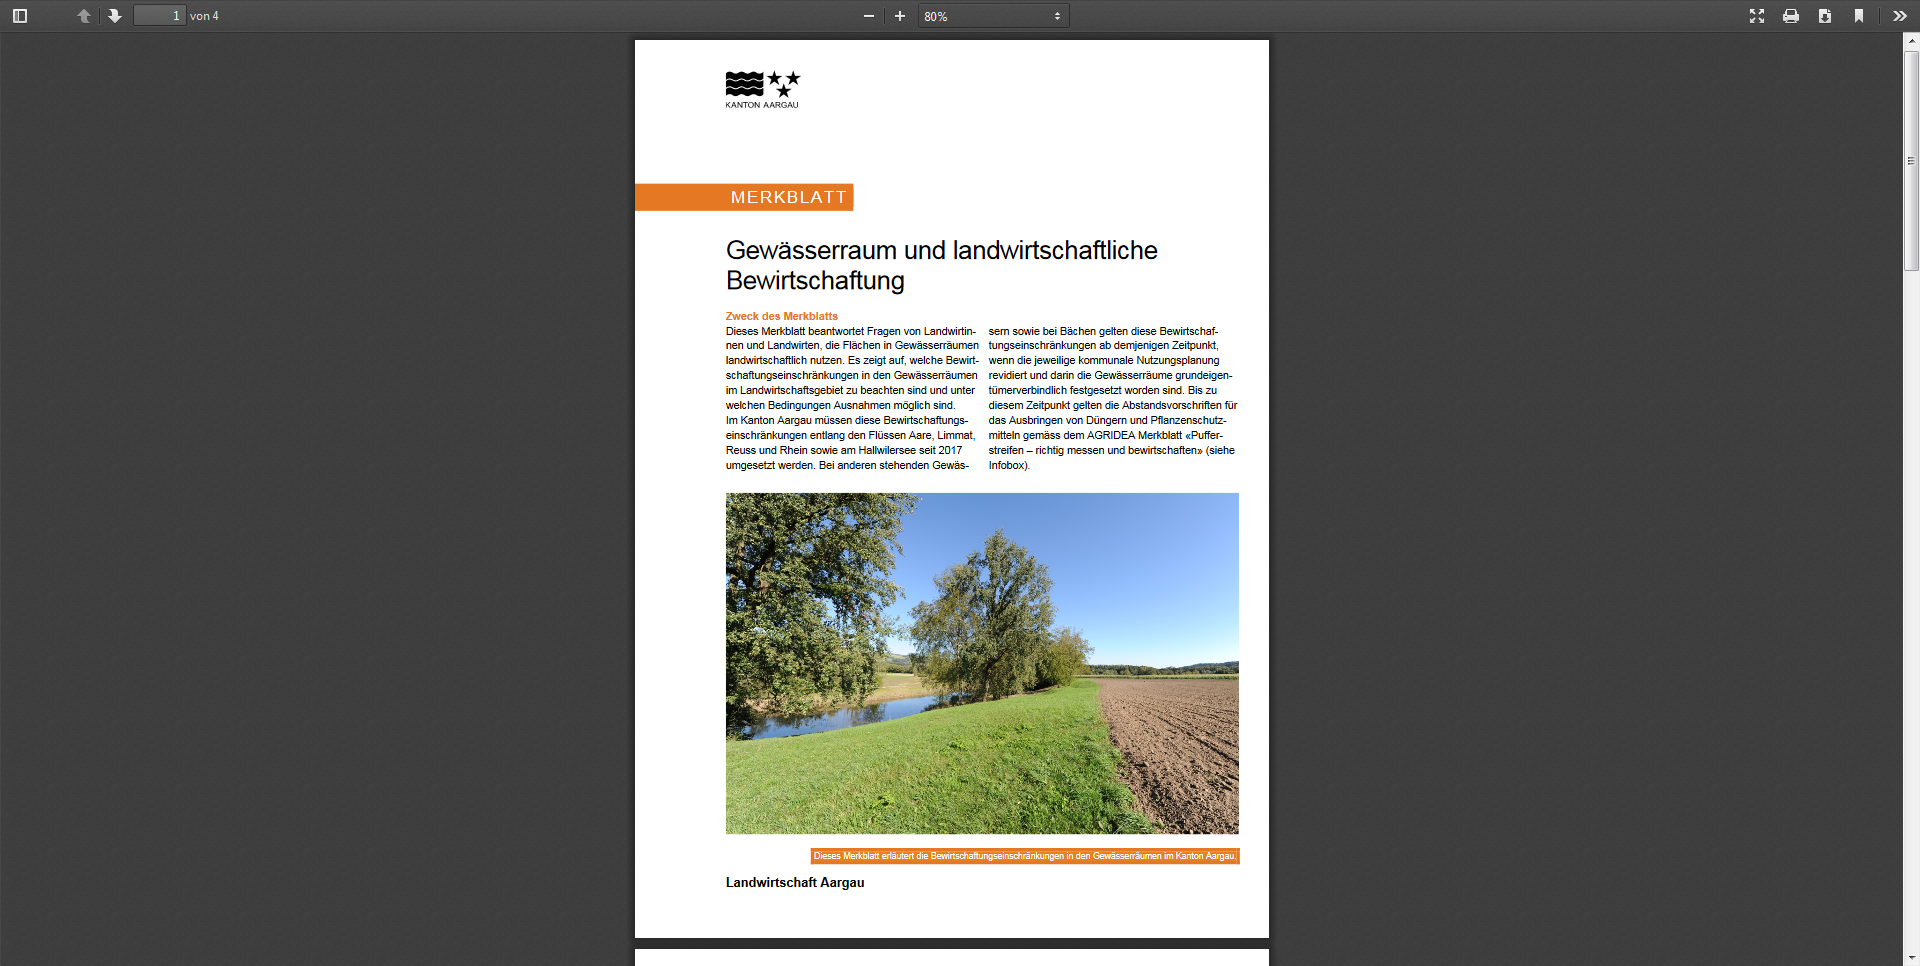 1 von 4
80%
KANTON AARGAU
MERKBLATT
Gewässerraum und landwirtschaftliche
Bewirtschaftung
Zweck des Merkblatts
Dieses Merkblatt beantwortet Fragen von Landwirtin-
nen und Landwirten, die Flächen in Gewässerräumen
landwirtschaftlich nutzen. Es zeigt auf, welche Bewirt-
schaftungseinschränkungen in den Gewässerräumen
im Landwirtschaftsgebiet zu beachten sind und unter
welchen Bedingungen Ausnahmen möglich sind.
Im Kanton Aargau müssen diese Bewirtschaftungs-
einschränkungen entlang den Flüssen Aare, Limmat,
Reuss und Rhein sowie am Hallwilersee seit 2017
umgesetzt werden. Bei anderen stehenden Gewäs-
sern sowie bei Bächen gelten diese Bewirtschaf-
tungseinschränkungen ab demjenigen Zeitpunkt,
wenn die jeweilige kommunale Nutzungsplanung
revidiert und darin die Gewässerräume grundeigen-
tümerverbindlich festgesetzt worden sind. Bis zu
diesem Zeitpunkt gelten die Abstandsvorschriften für
das Ausbringen von Düngern und Pflanzenschutz-
mitteln gemäss dem AGRIDEA Merkblatt «Puffer-
streifen – richtig messen und bewirtschaften» (siehe
Infobox).
Dieses Merkblatt erläutert die Bewirtschaftungseinschränkungen in den Gewässerräumen im Kanton Aargau.
Landwirtschaft Aargau